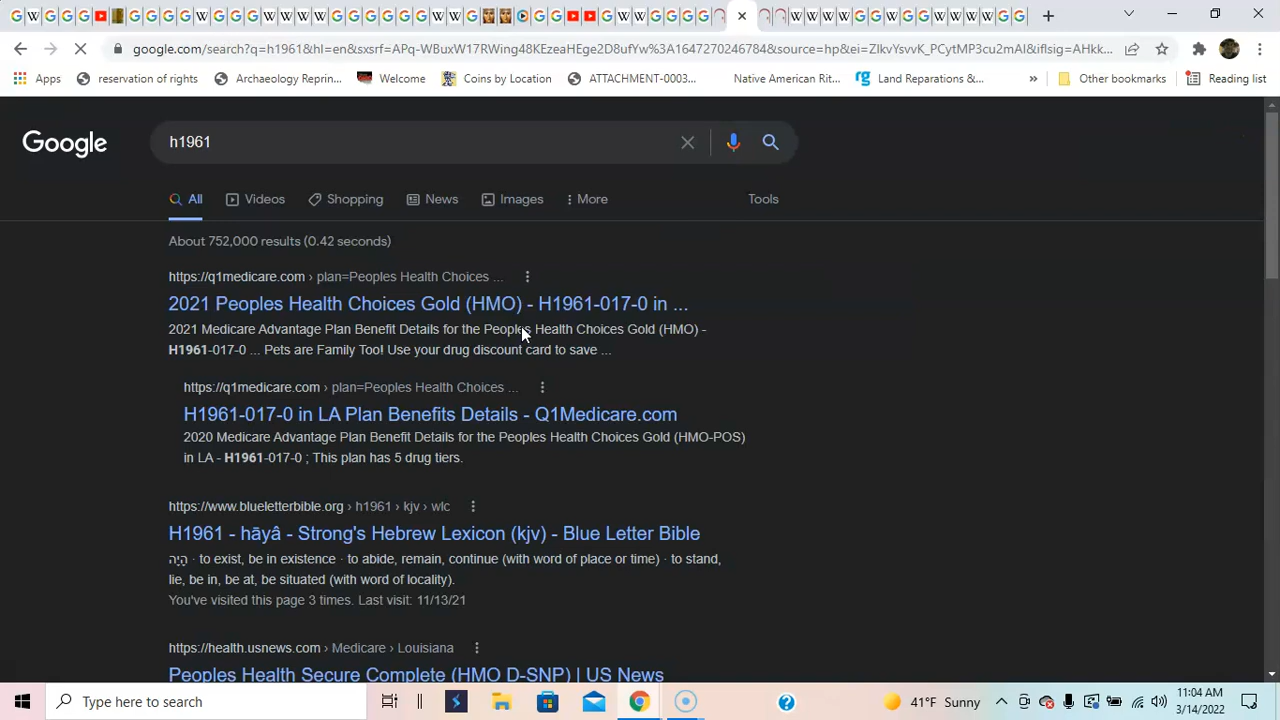 google.com/search?q=h1961&hl=en&sxsrf=APq-WBuxW17RWing4KEzeaHEge2D8ufYw%3A1647270246784&source=hp&ei=ZIkvYsvvK_PCytMP3cu2mAI&iflsig=AHkk...
Apps
reservation of rights
Archaeology Reprin...
Welcome
Coins by Location
ATTACHMENT-0003...
Native American Rit...
Land Reparations &...
»
Other bookmarks
Reading list
Google
h1961
All
Videos
Shopping
News
Images
More
Tools
About 752,000 results (0.42 seconds)
https://q1medicare.com › plan=Peoples Health Choices ...
2021 Peoples Health Choices Gold (HMO) - H1961-017-0 in ...
2021 Medicare Advantage Plan Benefit Details for the Peoples Health Choices Gold (HMO) -
H1961-017-0 ... Pets are Family Too! Use your drug discount card to save ...
https://q1medicare.com › plan=Peoples Health Choices ...
H1961-017-0 in LA Plan Benefits Details - Q1Medicare.com
2020 Medicare Advantage Plan Benefit Details for the Peoples Health Choices Gold (HMO-POS)
in LA - H1961-017-0 ; This plan has 5 drug tiers.
https://www.blueletterbible.org › h1961 › kjv › wlc
H1961 - hāyâ - Strong's Hebrew Lexicon (kjv) - Blue Letter Bible
הָיָה · to exist, be in existence · to abide, remain, continue (with word of place or time) · to stand,
lie, be in, be at, be situated (with word of locality).
You've visited this page 3 times. Last visit: 11/13/21
https://health.usnews.com › Medicare › Louisiana
Peoples Health Secure Complete (HMO D-SNP) | US News
Type here to search
41°F Sunny
11:04 AM
3/14/2022